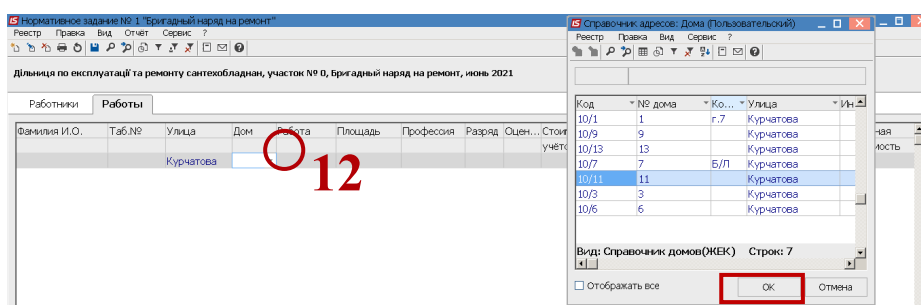 Нормативное задание № 1 "Бригадный наряд на ремонт"
Реестр Правка Вид Отчёт Сервис ?
Дільниця по експлуатації та ремонту сантехобладнан, участок № 0, Бригадный наряд на ремонт, июнь 2021
Работники Работы
Фамилия И.О. Таб.№ Улица Дом Работа Площадь Профессия Разряд Оцен...
Курчатова
12
Справочник адресов: Дома (Пользовательский)
Реестр Правка Вид Сервис ?
Код № дома Ко... Улица Ин
10/1 1 г.7 Курчатова
10/9 9 Курчатова
10/13 13 Курчатова
10/7 7 Б/Л Курчатова
10/11 11 Курчатова
10/3 3 Курчатова
10/6 6 Курчатова
Вид: Справочник домов(ЖЕК) Строк: 7
Отображать все OK Отмена